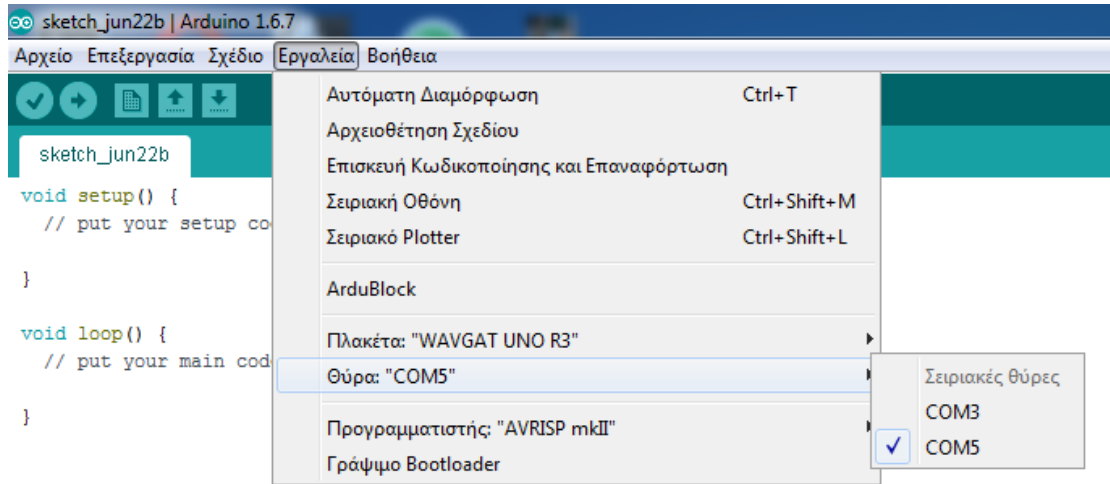 sketch_jun22b | Arduino 1.6.7
Αρχείο Επεξεργασία Σχέδιο Εργαλεία Βοήθεια
Αυτόματη Διαμόρφωση Ctrl+T
Αρχειοθέτηση Σχεδίου
sketch_jun22b
Επισκευή Κωδικοποίησης και Επαναφόρτωση
void setup() {
Σειριακή Οθόνη Ctrl+Shift+M
// put your setup co
Σειριακό Plotter Ctrl+Shift+L
}
ArduBlock
void loop() {
Πλακέτα: "WAVGAT UNO R3"
// put your main cod
Θύρα: "COM5"
Σειριακές θύρες
COM3
}
Προγραμματιστής: "AVRISP mkII"
COM5
Γράψιμο Bootloader